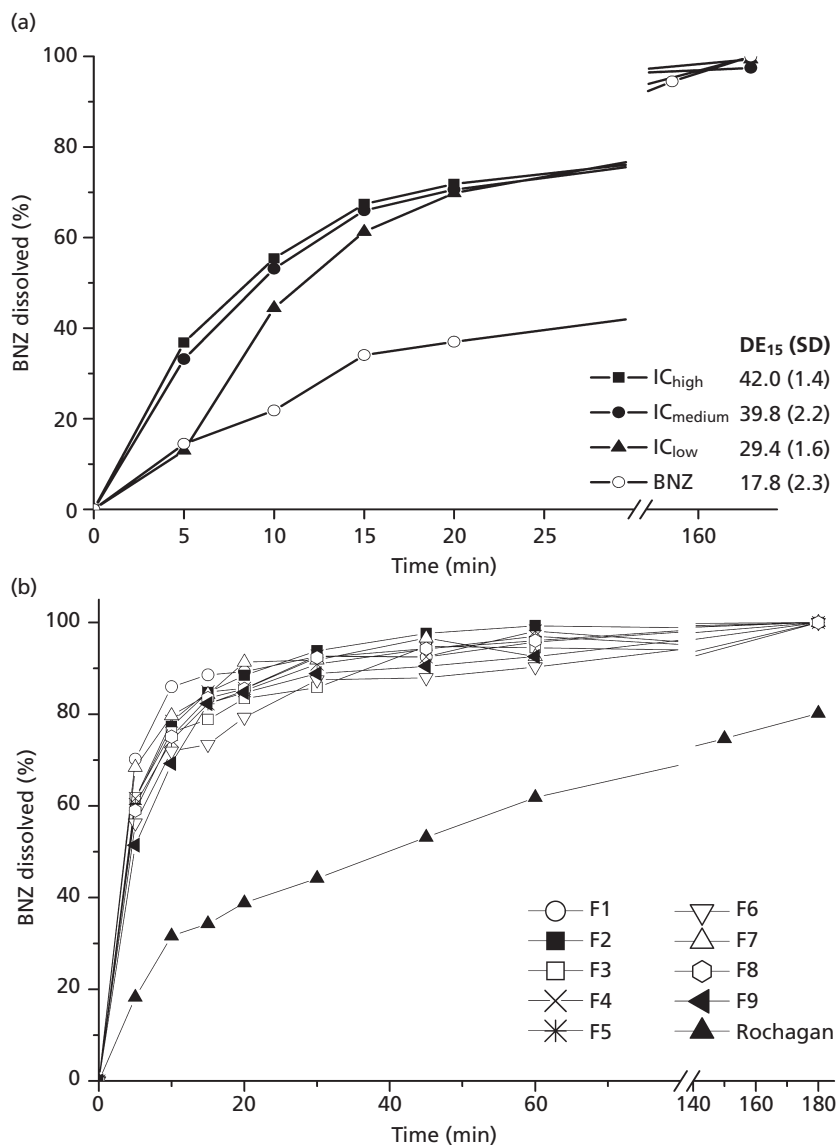 (a)
100
80
60
40
20
0
BNZ dissolved (%)
DE15 (SD)
IChigh 42.0 (1.4)
ICmedium 39.8 (2.2)
IClow 29.4 (1.6)
BNZ 17.8 (2.3)
0 5 10 15 20 25 160
Time (min)
(b)
100
80
60
40
20
0
BNZ dissolved (%)
F1 F6
F2 F7
F3 F8
F4 F9
F5 Rochagan
0 20 40 60 140 160 180
Time (min)